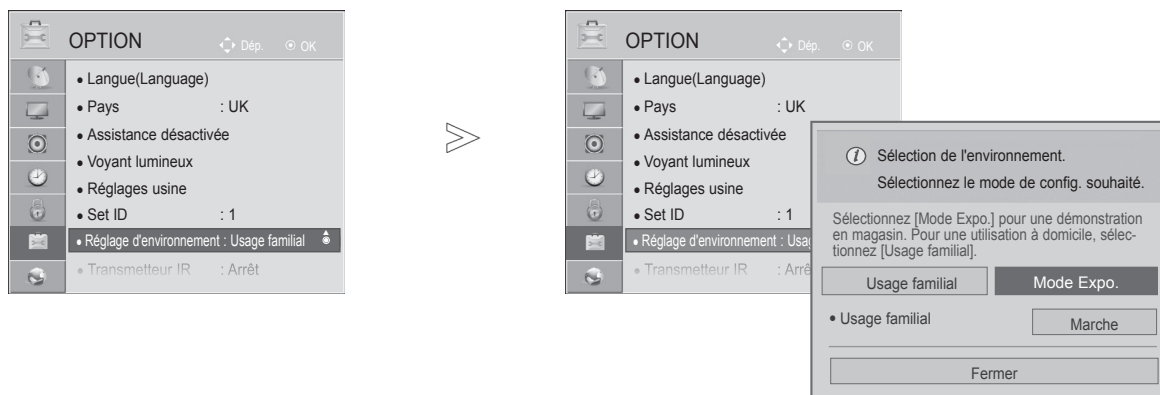 OPTION
Dép.
OK
• Langue(Language)
• Pays : UK
• Assistance désactivée
• Voyant lumineux
• Réglages usine
• Set ID : 1
• Réglage d'environnement : Usage familial
• Transmetteur IR : Arrêt
OPTION
Dép.
OK
• Langue(Language)
• Pays : UK
• Assistance désactivée
• Voyant lumineux
• Réglages usine
• Set ID : 1
• Réglage d'environnement : Usa
• Transmetteur IR : Arrê
i Sélection de l'environnement.
Sélectionnez le mode de config. souhaité.
Sélectionnez [Mode Expo.] pour une démonstration
en magasin. Pour une utilisation à domicile, sélec-
tionnez [Usage familial].
Usage familial
Mode Expo.
• Usage familial
Marche
Fermer